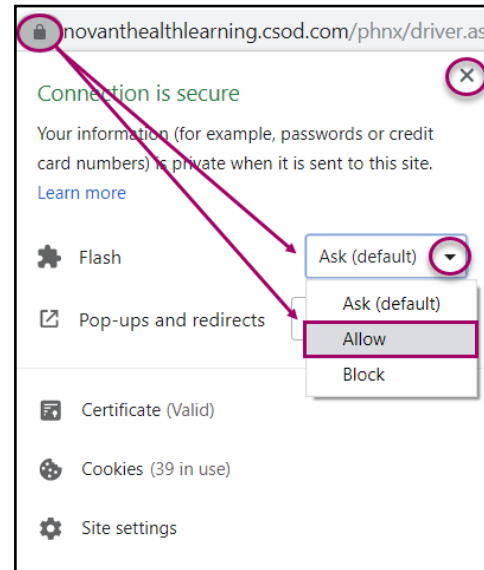 novanthealthlearning.csod.com/phnx/driver.as
Connection is secure
Your information (for example, passwords or credit
card numbers) is private when it is sent to this site.
Learn more
Flash
Ask (default)
Pop-ups and redirects
Ask (default)
Allow
Block
Certificate (Valid)
Cookies (39 in use)
Site settings